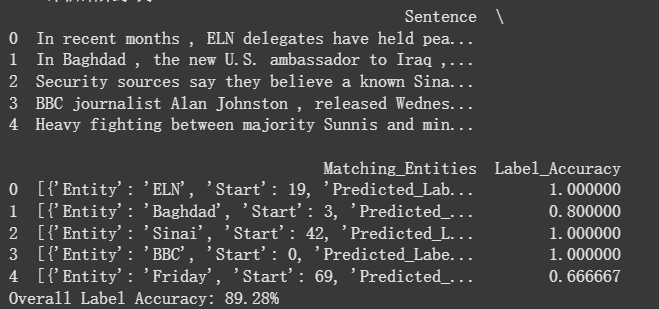 Sentence \
0 In recent months , ELN delegates have held pea...
1 In Baghdad , the new U.S. ambassador to Iraq ,...
2 Security sources say they believe a known Sina...
3 BBC journalist Alan Johnston , released Wednes...
4 Heavy fighting between majority Sunnis and min...
Matching_Entities Label_Accuracy
0 [{'Entity': 'ELN', 'Start': 19, 'Predicted_Lab... 1.000000
1 [{'Entity': 'Baghdad', 'Start': 3, 'Predicted_... 0.800000
2 [{'Entity': 'Sinai', 'Start': 42, 'Predicted_L... 1.000000
3 [{'Entity': 'BBC', 'Start': 0, 'Predicted_Labe... 1.000000
4 [{'Entity': 'Friday', 'Start': 69, 'Predicted_... 0.666667
Overall Label Accuracy: 89.28%